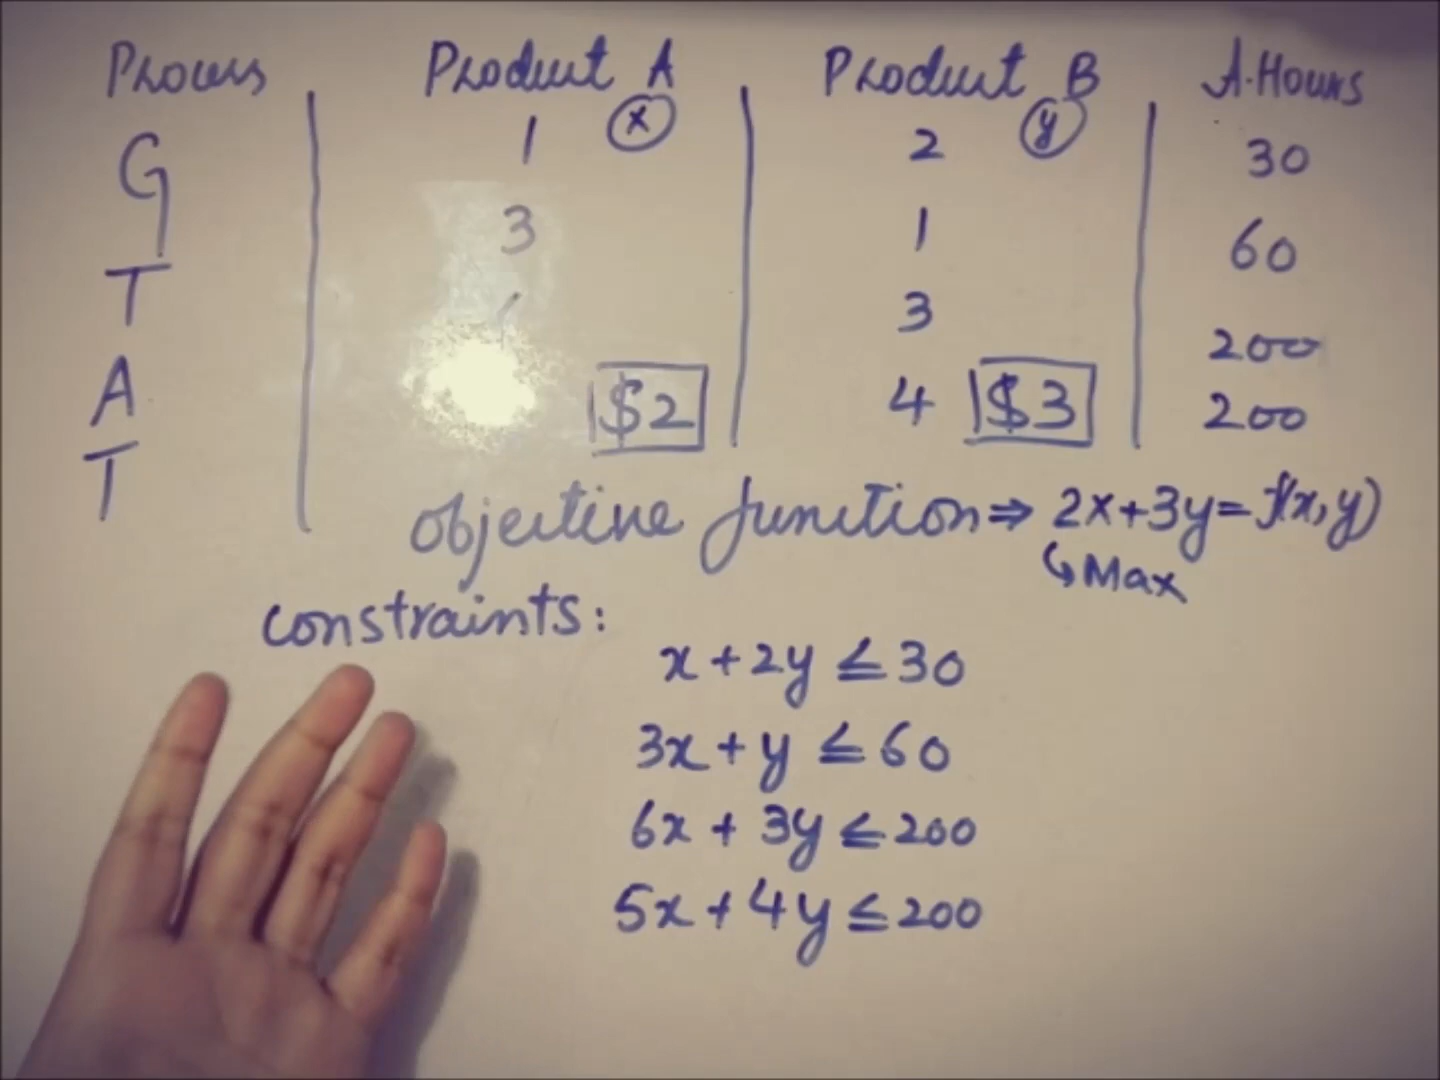 Process Product A Product B A.Hours
x y
G 1 2 30
T 3 1 60
A 3 200
T $2 4 $3 200
objective function ⇒ 2x+3y=f(x,y)
↳Max
constraints:
x+2y ≤ 30
3x+y ≤ 60
6x + 3y ≤ 200
5x + 4y ≤ 200